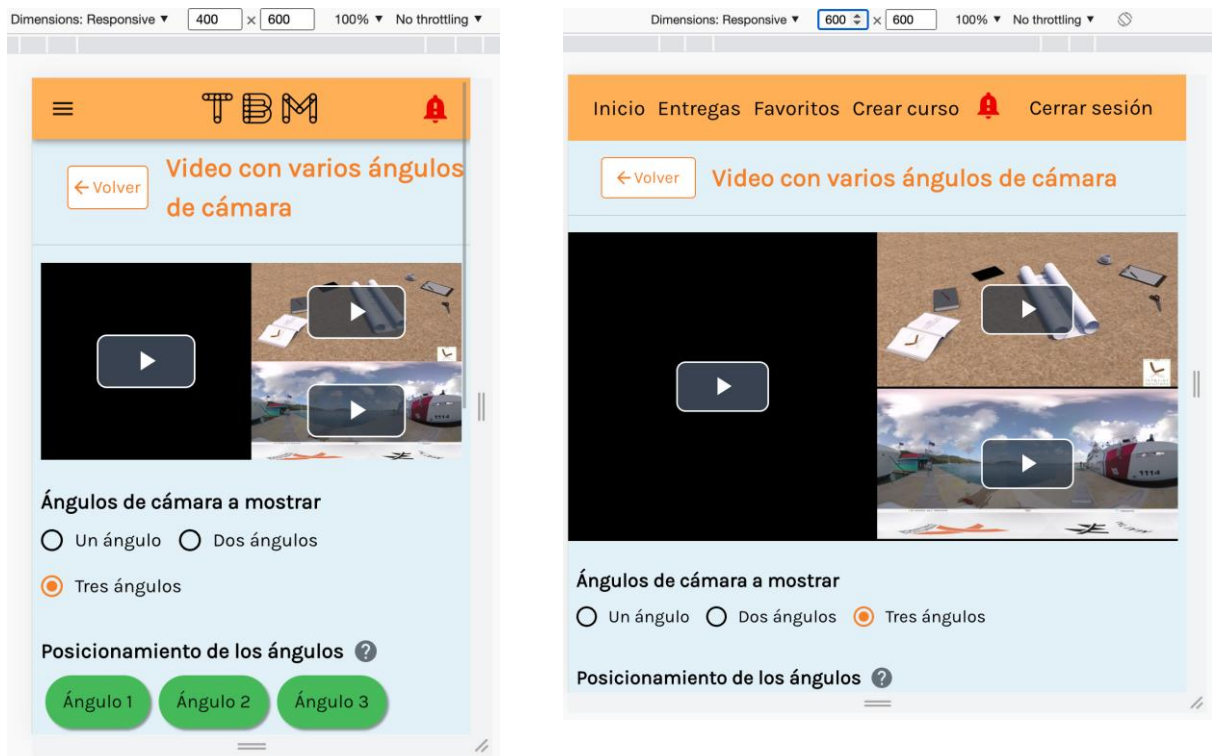 Dimensions: Responsive ▼ 400 × 600 100% ▼ No throttling ▼
TBM
← Volver
Video con varios ángulos
de cámara
Ángulos de cámara a mostrar
Un ángulo Dos ángulos
Tres ángulos
Posicionamiento de los ángulos ?
Ángulo 1 Ángulo 2 Ángulo 3
Dimensions: Responsive ▼ 600 × 600 100% ▼ No throttling ▼
Inicio Entregas Favoritos Crear curso Cerrar sesión
← Volver Video con varios ángulos de cámara
1114
Ángulos de cámara a mostrar
Un ángulo Dos ángulos Tres ángulos
Posicionamiento de los ángulos ?